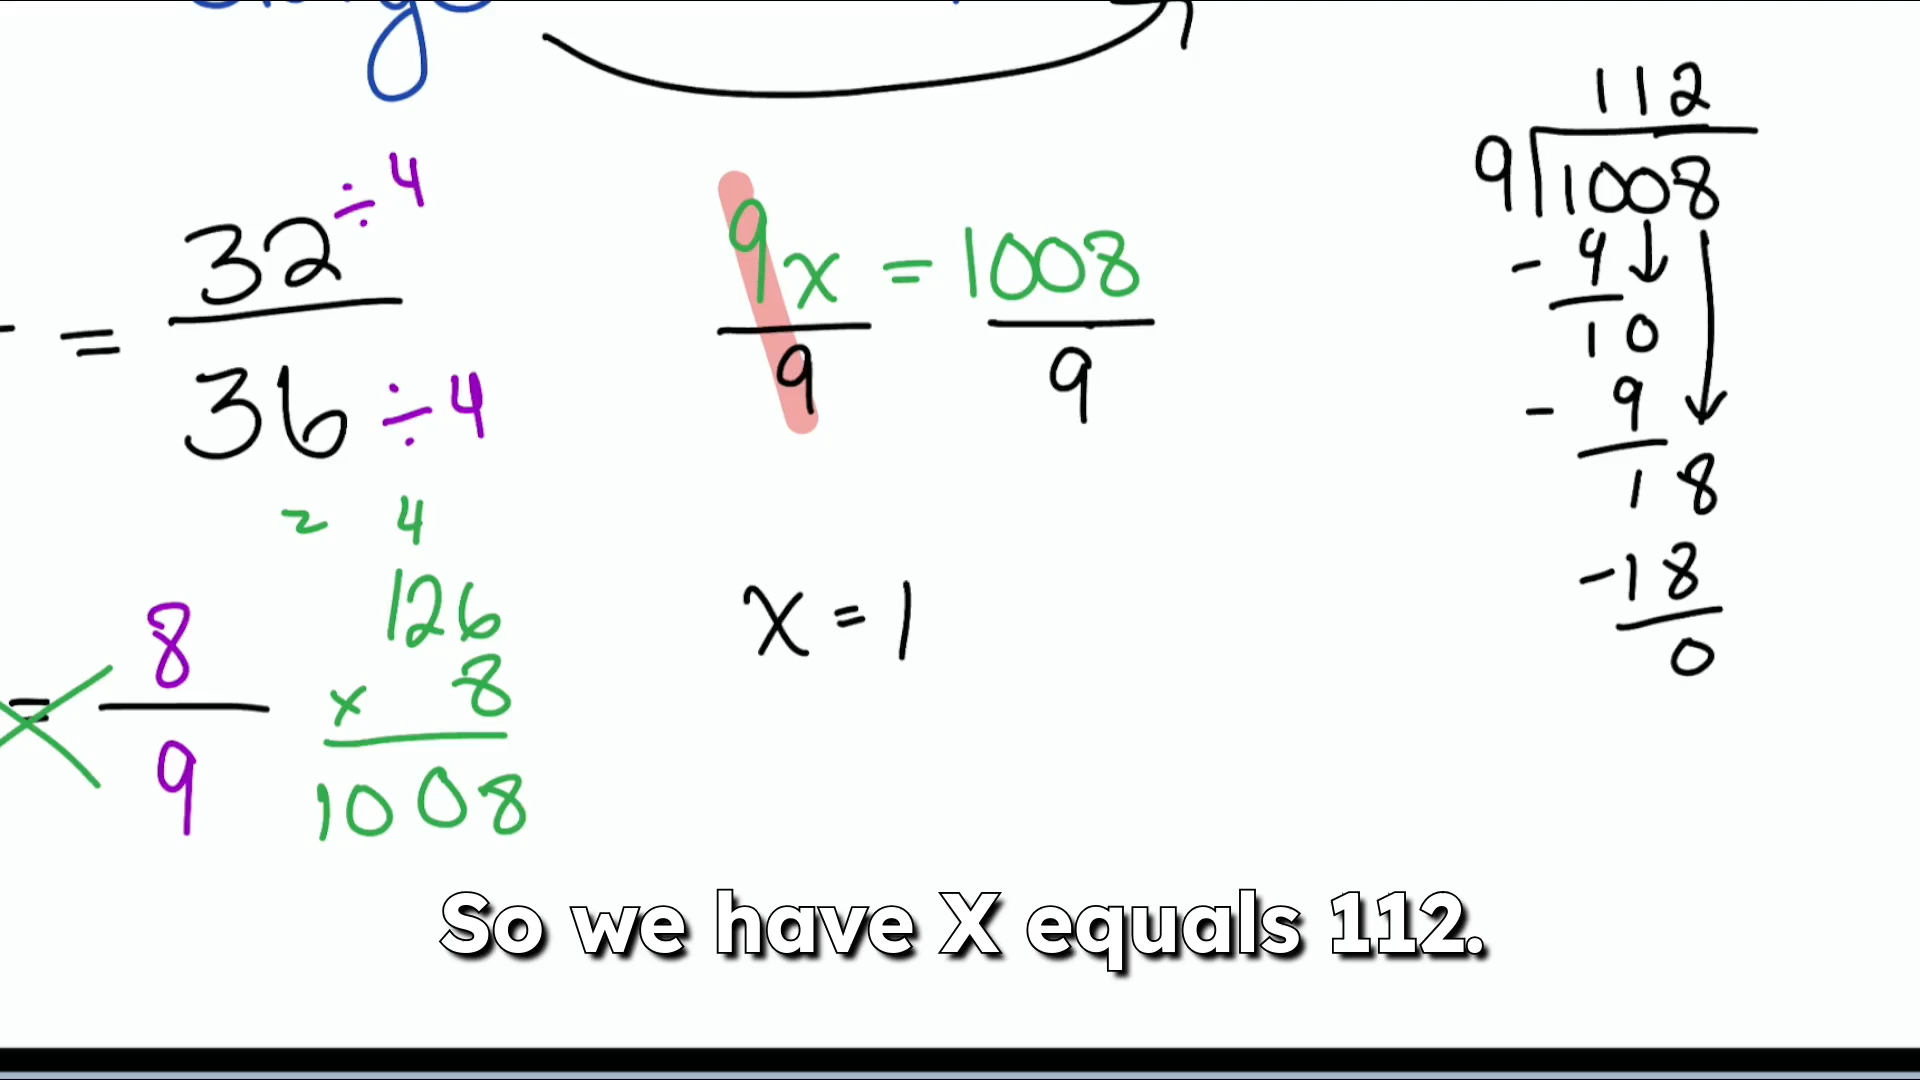 32 ÷ 4
= 36 ÷ 4
= 8
9
2 4
126
x 8
1008
9x = 1008
9 9
x = 1
112
9 1008
- 9
10
- 9
18
-18
0
So we have X equals 112.